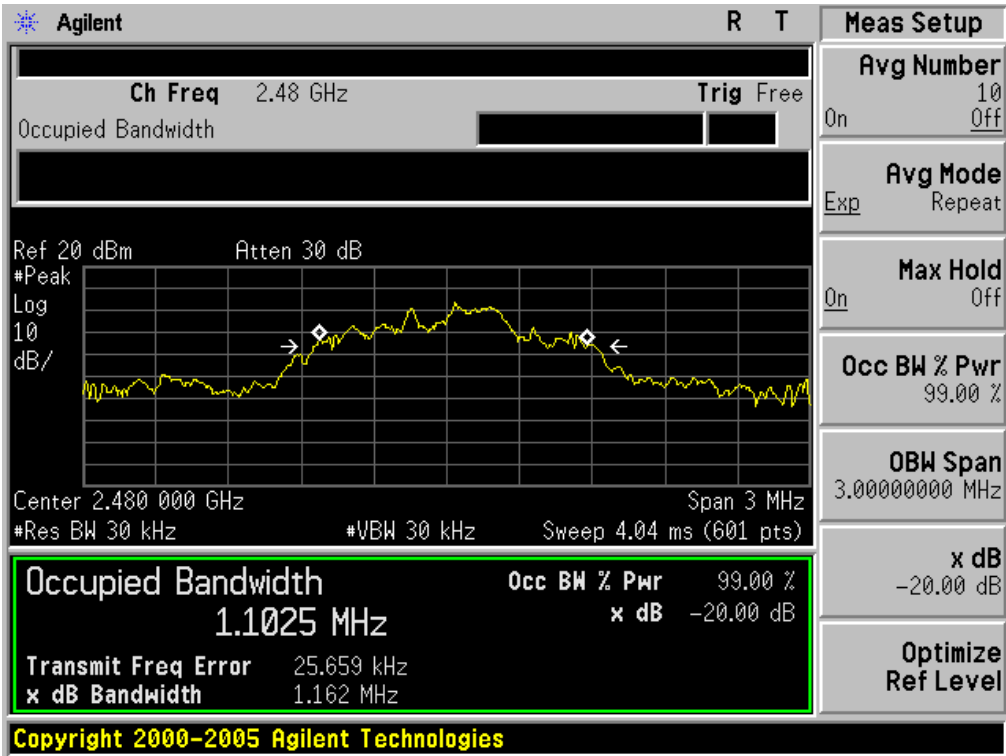 Agilent R T
Ch Freq 2.48 GHz Trig Free
Occupied Bandwidth
Ref 20 dBm Atten 30 dB
#Peak
Log
10
dB/
Center 2.480 000 GHz Span 3 MHz
#Res BW 30 kHz #VBW 30 kHz Sweep 4.04 ms (601 pts)
Occupied Bandwidth
1.1025 MHz
Occ BW % Pwr 99.00 %
x dB -20.00 dB
Transmit Freq Error 25.659 kHz
x dB Bandwidth 1.162 MHz
Copyright 2000-2005 Agilent Technologies
Meas Setup
Avg Number
10
On Off
Avg Mode
Exp Repeat
Max Hold
On Off
Occ BW % Pwr
99.00 %
OBW Span
3.00000000 MHz
x dB
-20.00 dB
Optimize
Ref Level